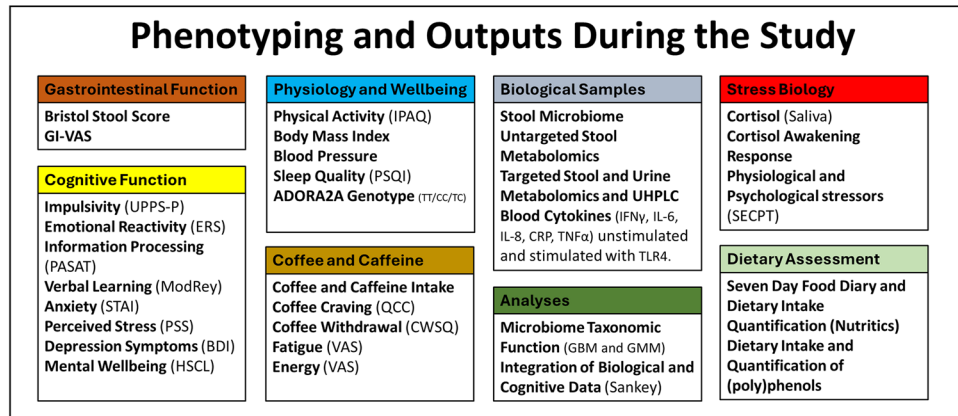 Phenotyping and Outputs During the Study
Gastrointestinal Function
Bristol Stool Score
GI-VAS
Cognitive Function
Impulsivity (UPPS-P)
Emotional Reactivity (ERS)
Information Processing
(PASAT)
Verbal Learning (ModRey)
Anxiety (STAI)
Perceived Stress (PSS)
Depression Symptoms (BDI)
Mental Wellbeing (HSCL)
Physiology and Wellbeing
Physical Activity (IPAQ)
Body Mass Index
Blood Pressure
Sleep Quality (PSQI)
ADORA2A Genotype (TT/CC/TC)
Coffee and Caffeine
Coffee and Caffeine Intake
Coffee Craving (QCC)
Coffee Withdrawal (CWSQ)
Fatigue (VAS)
Energy (VAS)
Biological Samples
Stool Microbiome
Untargeted Stool
Metabolomics
Targeted Stool and Urine
Metabolomics and UHPLC
Blood Cytokines (IFNγ, IL-6,
IL-8, CRP, TNFα) unstimulated
and stimulated with TLR4.
Analyses
Microbiome Taxonomic
Function (GBM and GMM)
Integration of Biological and
Cognitive Data (Sankey)
Stress Biology
Cortisol (Saliva)
Cortisol Awakening
Response
Physiological and
Psychological stressors
(SECPT)
Dietary Assessment
Seven Day Food Diary and
Dietary Intake
Quantification (Nutritics)
Dietary Intake and
Quantification of
(poly)phenols